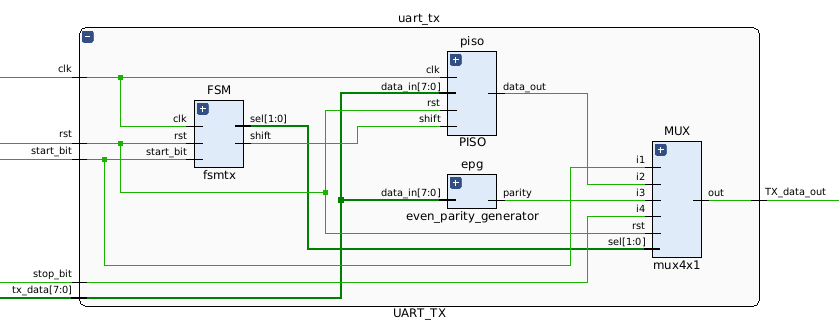 uart_tx
clk
rst
start_bit
stop_bit
tx_data[7:0]
FSM
clk
rst
start_bit
sel[1:0]
shift
fsmtx
piso
clk
data_in[7:0]
rst
shift
data_out
PISO
epg
data_in[7:0]
parity
even_parity_generator
MUX
i1
i2
i3
i4
rst
sel[1:0]
out
mux4x1
TX_data_out
UART_TX